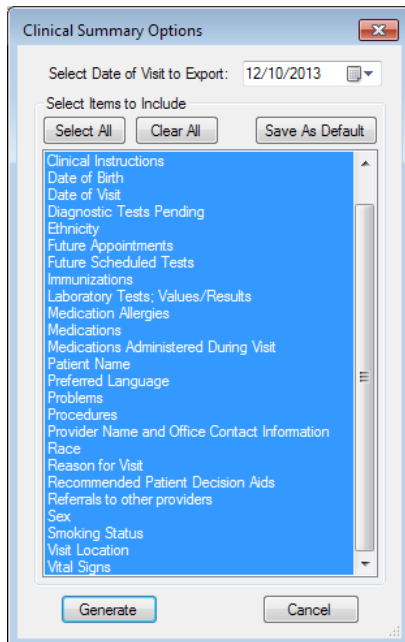 Clinical Summary Options
Select Date of Visit to Export: 12/10/2013
Select Items to Include
Select All Clear All Save As Default
Clinical Instructions
Date of Birth
Date of Visit
Diagnostic Tests Pending
Ethnicity
Future Appointments
Future Scheduled Tests
Immunizations
Laboratory Tests; Values/Results
Medication Allergies
Medications
Medications Administered During Visit
Patient Name
Preferred Language
Problems
Procedures
Provider Name and Office Contact Information
Race
Reason for Visit
Recommended Patient Decision Aids
Referrals to other providers
Sex
Smoking Status
Visit Location
Vital Signs
Generate Cancel